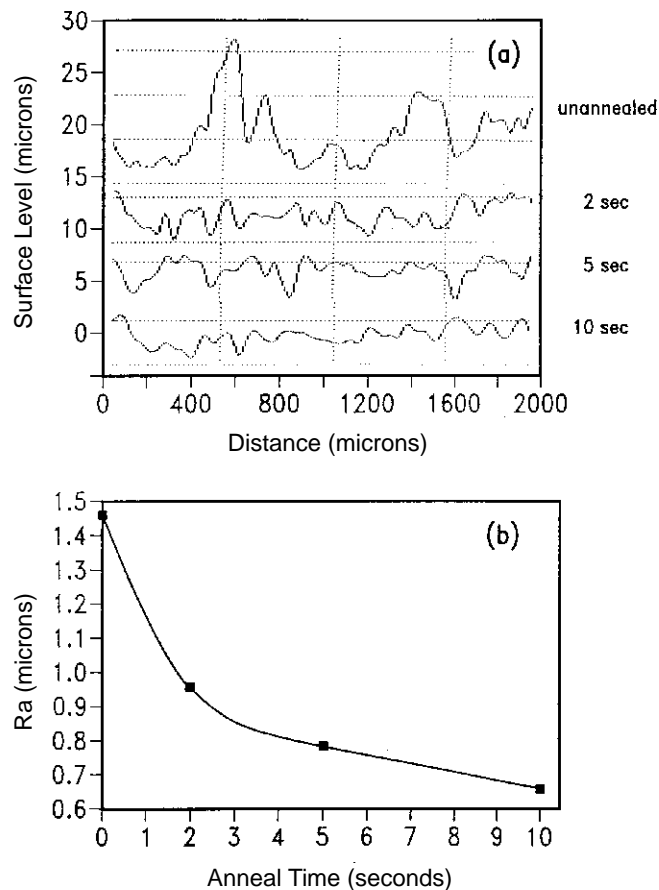 (a)
Surface Level (microns)
30
25
20
15
10
5
0
unannealed
2 sec
5 sec
10 sec
0 400 800 1200 1600 2000
Distance (microns)
(b)
Ra (microns)
1.5
1.4
1.3
1.2
1.1
1.0
0.9
0.8
0.7
0.6
0 1 2 3 4 5 6 7 8 9 10
Anneal Time (seconds)